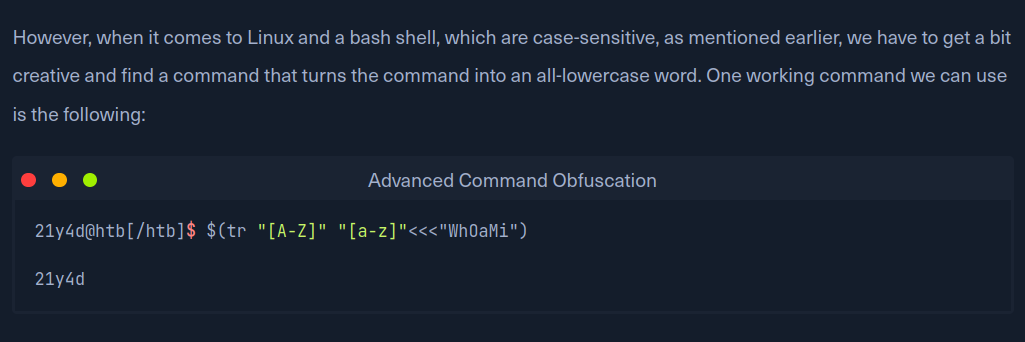 However, when it comes to Linux and a bash shell, which are case-sensitive, as mentioned earlier, we have to get a bit
creative and find a command that turns the command into an all-lowercase word. One working command we can use
is the following:
Advanced Command Obfuscation
21y4d@htb[/htb]$ $(tr "[A-Z]" "[a-z]"<<<"WhOaMi")
21y4d